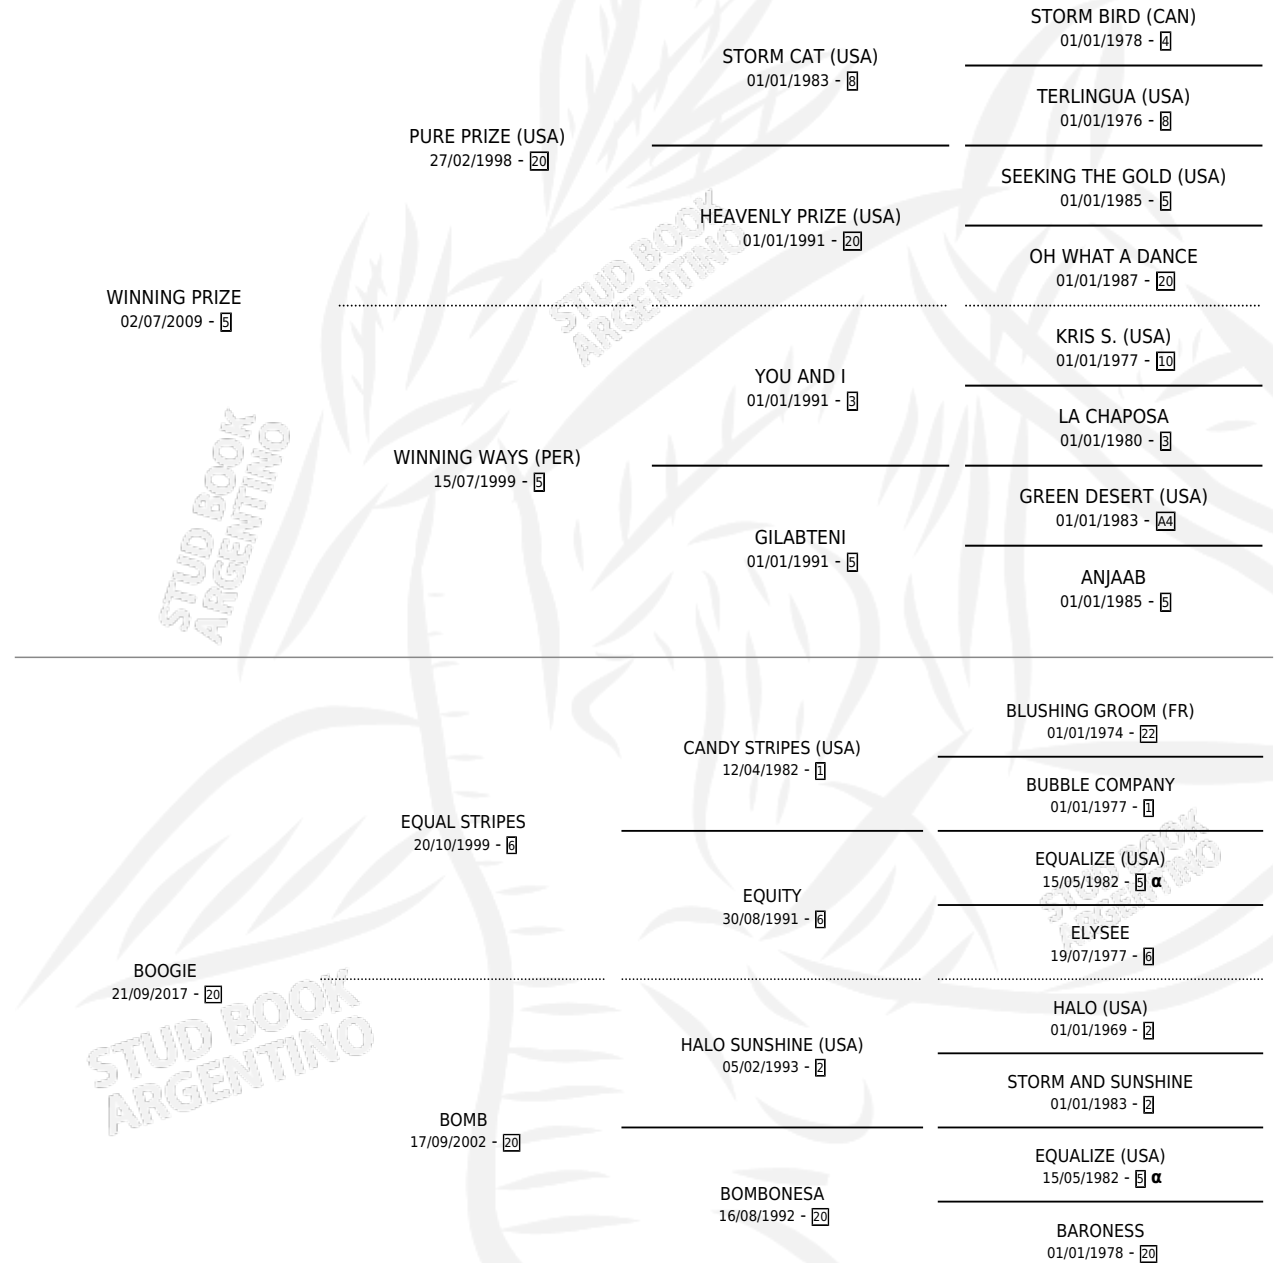 STORM BIRD (CAN)
01/01/1978 - 4
STORM CAT (USA)
01/01/1983 - 8
TERLINGUA (USA)
01/01/1976 - 8
PURE PRIZE (USA)
27/02/1998 - 20
SEEKING THE GOLD (USA)
01/01/1985 - 5
HEAVENLY PRIZE (USA)
01/01/1991 - 20
OH WHAT A DANCE
01/01/1987 - 20
WINNING PRIZE
02/07/2009 - 5
KRIS S. (USA)
01/01/1977 - 10
YOU AND I
01/01/1991 - 3
LA CHAPOSA
01/01/1980 - 3
WINNING WAYS (PER)
15/07/1999 - 5
GREEN DESERT (USA)
01/01/1983 - A4
GILABTENI
01/01/1991 - 5
ANJAAB
01/01/1985 - 5
BLUSHING GROOM (FR)
01/01/1974 - 22
CANDY STRIPES (USA)
12/04/1982 - 1
BUBBLE COMPANY
01/01/1977 - 1
EQUAL STRIPES
20/10/1999 - 6
EQUALIZE (USA)
15/05/1982 - 5 α
EQUITY
30/08/1991 - 6
ELYSEE
19/07/1977 - 6
BOOGIE
21/09/2017 - 20
HALO (USA)
01/01/1969 - 2
HALO SUNSHINE (USA)
05/02/1993 - 2
STORM AND SUNSHINE
01/01/1983 - 2
BOMB
17/09/2002 - 20
EQUALIZE (USA)
15/05/1982 - 5 α
BOMBONESA
16/08/1992 - 20
BARONESS
01/01/1978 - 20
STUD BOOK
ARGENTINO
STUD BOOK
ARGENTINO
STUD BOOK
ARGENTINO
STUD BOOK
ARGENTINO